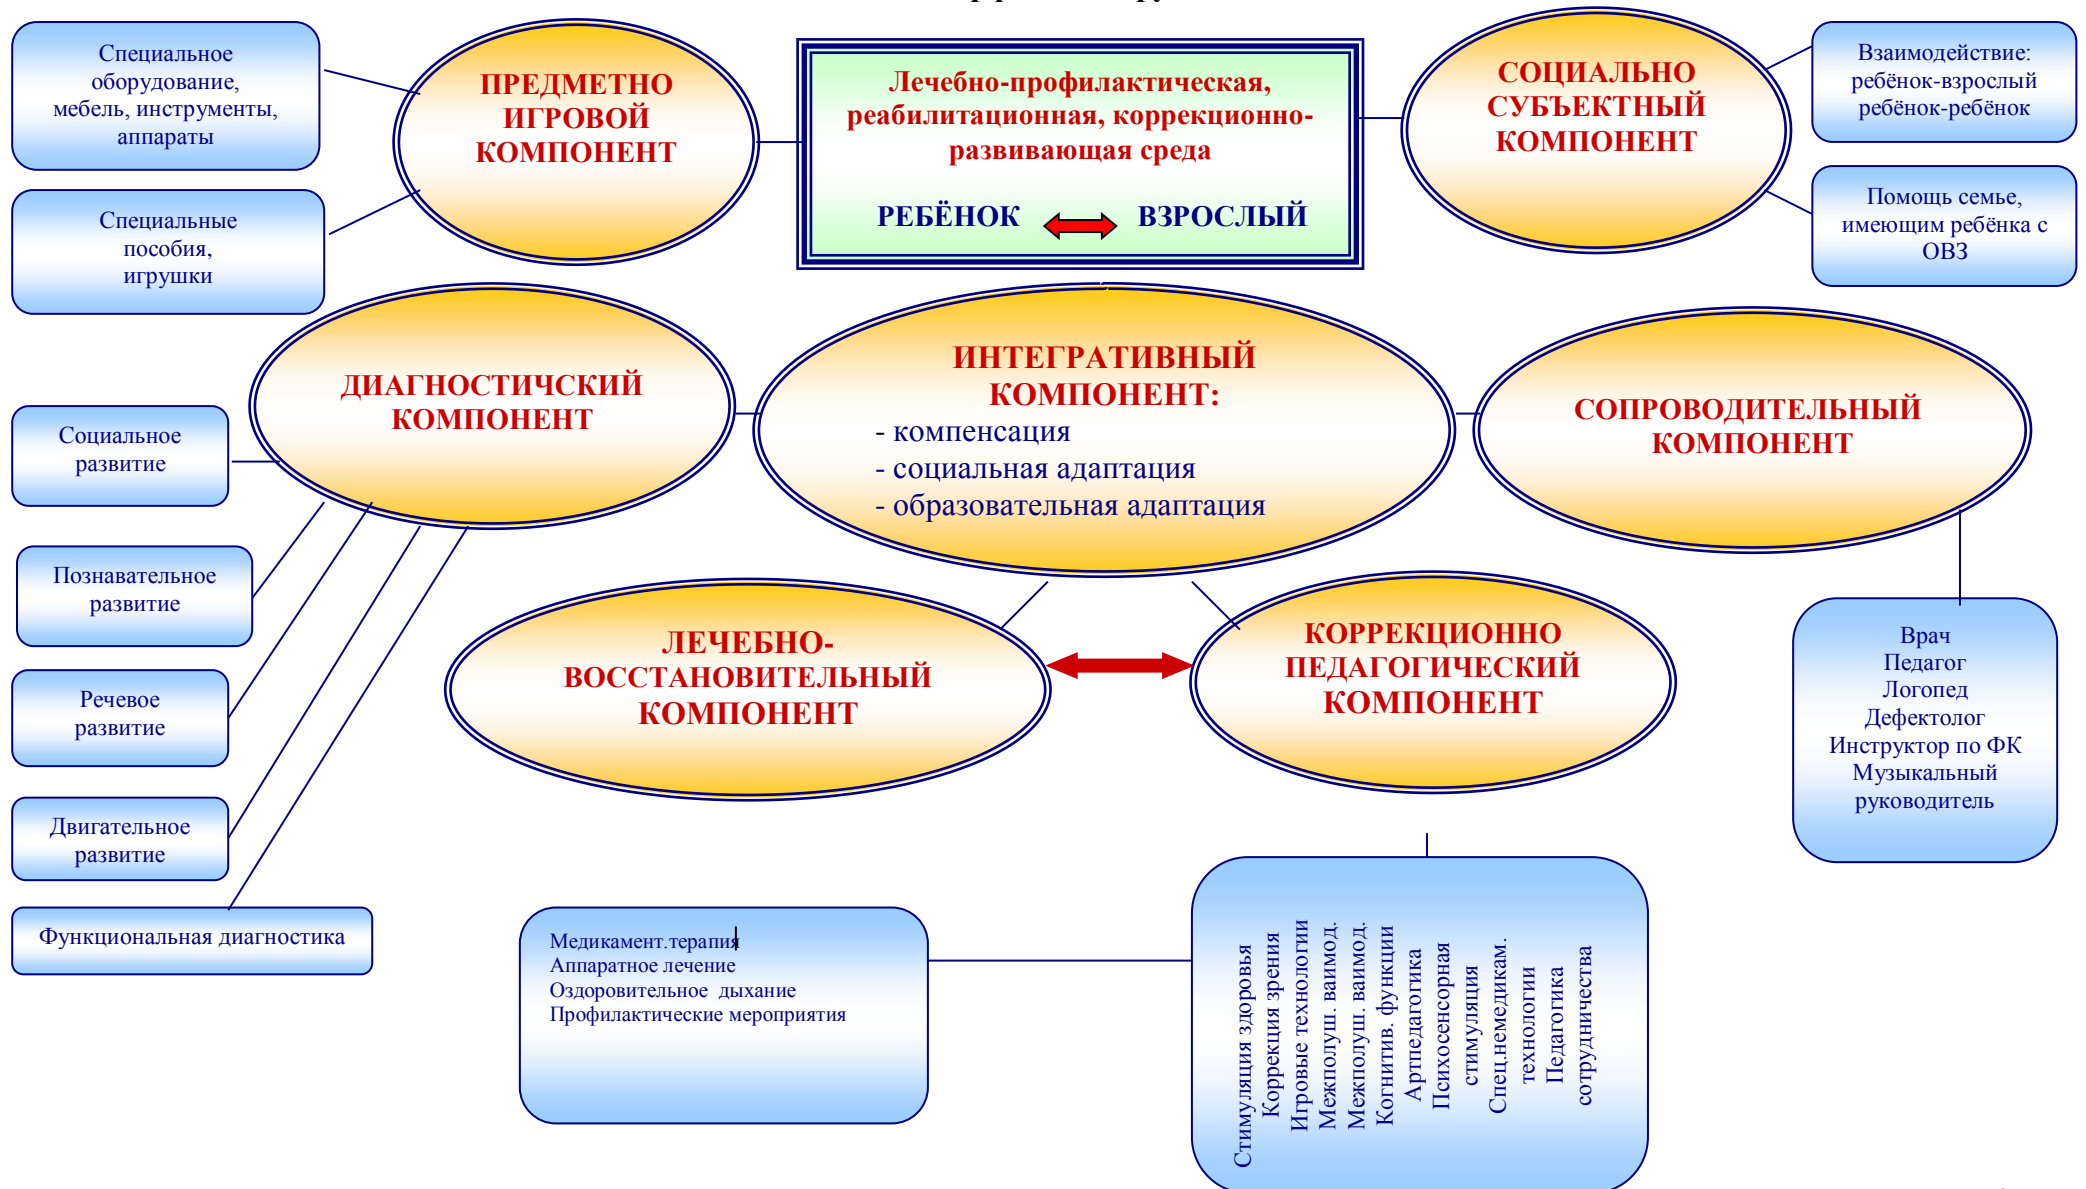 Специальное
оборудование,
мебель, инструменты,
аппараты
ПРЕДМЕТНО
ИГРОВОЙ
КОМПОНЕНТ
Лечебно-профилактическая,
реабилитационная, коррекционно-
развивающая среда
РЕБЁНОК ВЗРОСЛЫЙ
СОЦИАЛЬНО
СУБЪЕКТНЫЙ
КОМПОНЕНТ
Взаимодействие:
ребёнок-взрослый
ребёнок-ребёнок
Специальные
пособия,
игрушки
Помощь семье,
имеющим ребёнка с
ОВЗ
ДИАГНОСТИЧСКИЙ
КОМПОНЕНТ
ИНТЕГРАТИВНЫЙ
КОМПОНЕНТ:
- компенсация
- социальная адаптация
- образовательная адаптация
СОПРОВОДИТЕЛЬНЫЙ
КОМПОНЕНТ
Социальное
развитие
Познавательное
развитие
Речевое
развитие
Двигательное
развитие
Функциональная диагностика
ЛЕЧЕБНО-
ВОССТАНОВИТЕЛЬНЫЙ
КОМПОНЕНТ
КОРРЕКЦИОННО
ПЕДАГОГИЧЕСКИЙ
КОМПОНЕНТ
Врач
Педагог
Логопед
Дефектолог
Инструктор по ФК
Музыкальный
руководитель
Медикамент.терапия
Аппаратное лечение
Оздоровительное дыхание
Профилактические мероприятия
Стимуляция здоровья
Коррекция зрения
Игровые технологии
Межполуш. ваимод.
Межполуш. ваимод.
Когнитив. функции
Артпедагогика
Психосенсорная
стимуляция
Спец.немедикам.
технологии
Педагогика
сотрудничества